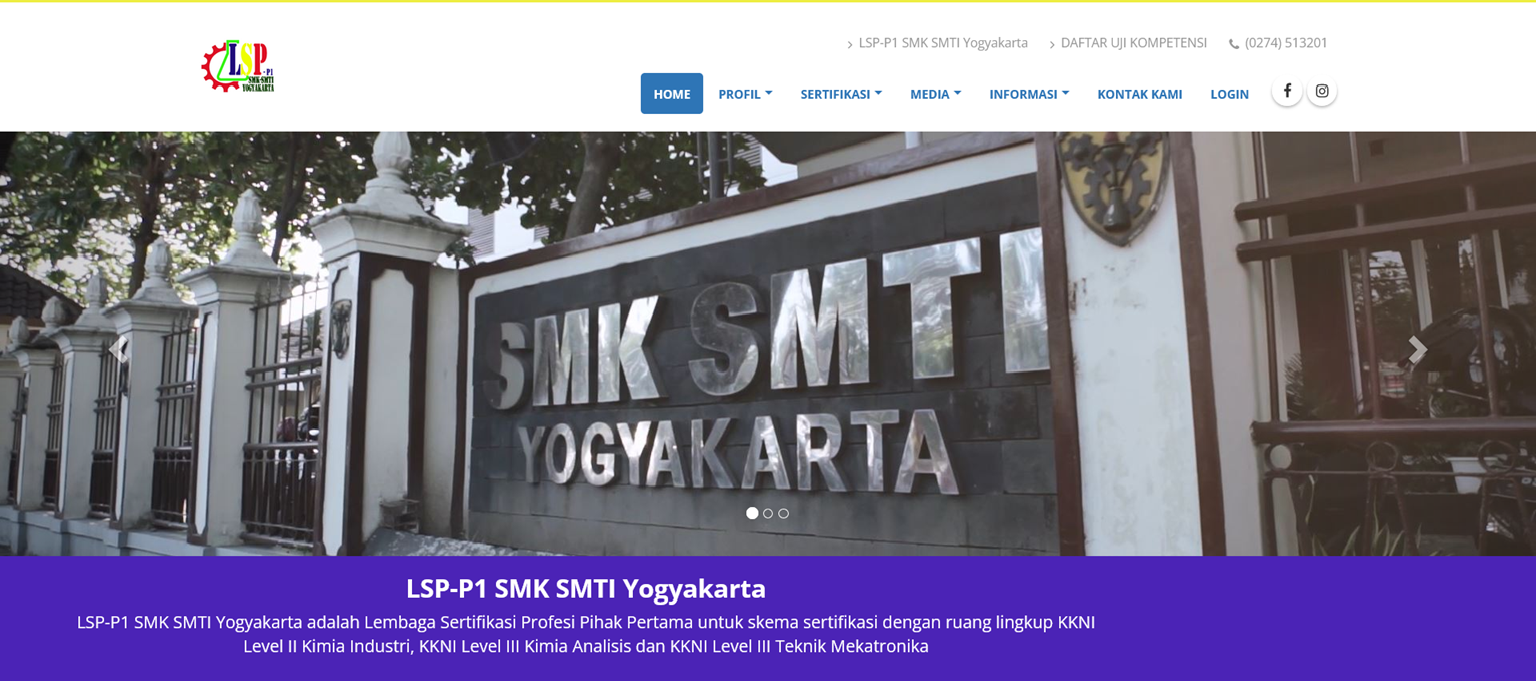 LSP-P1 SMK SMTI Yogyakarta
DAFTAR UJI KOMPETENSI
(0274) 513201
LSP-P1
SMK-SMTI
YOGYAKARTA
HOME
PROFIL
SERTIFIKASI
MEDIA
INFORMASI
KONTAK KAMI
LOGIN
SMK SMTI
YOGYAKARTA
LSP-P1 SMK SMTI Yogyakarta
LSP-P1 SMK SMTI Yogyakarta adalah Lembaga Sertifikasi Profesi Pihak Pertama untuk skema sertifikasi dengan ruang lingkup KKNI
Level II Kimia Industri, KKNI Level III Kimia Analisis dan KKNI Level III Teknik Mekatronika